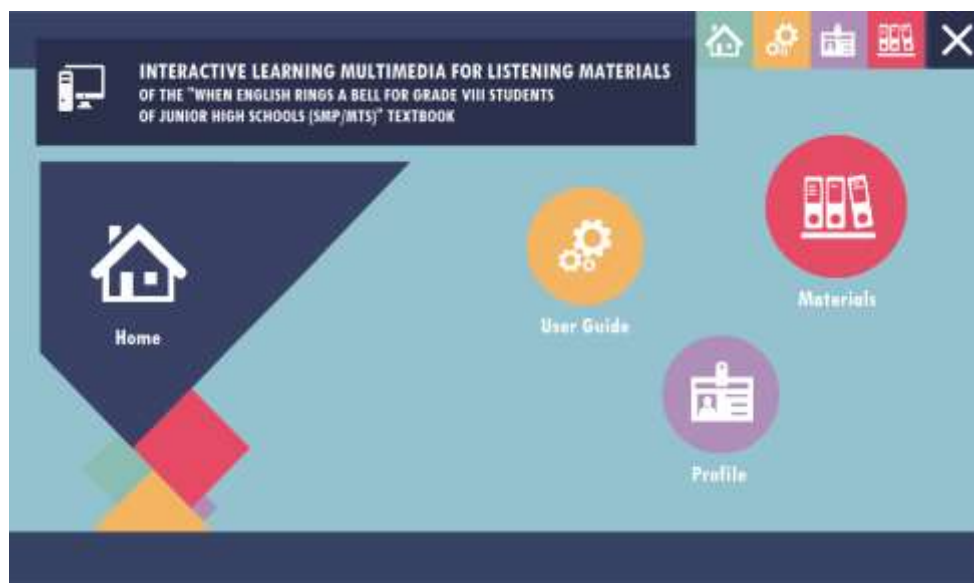 INTERACTIVE LEARNING MULTIMEDIA FOR LISTENING MATERIALS
OF THE "WHEN ENGLISH RINGS A BELL FOR GRADE VIII STUDENTS
OF JUNIOR HIGH SCHOOLS (SMP/MTS)" TEXTBOOK
Home
User Guide
Materials
Profile